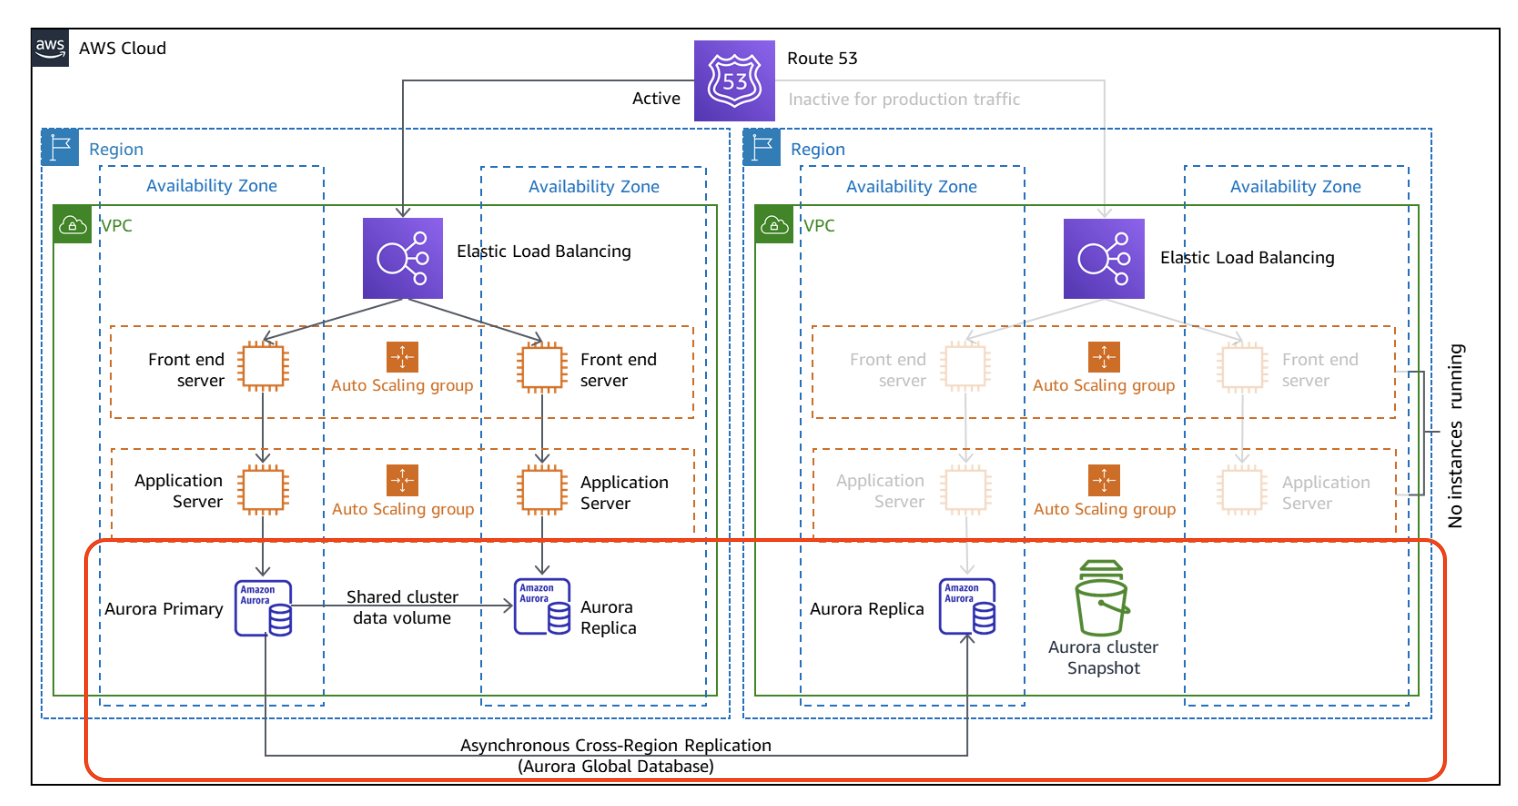 aws
AWS Cloud
53
Route 53
Active
Inactive for production traffic
Region
Availability Zone
Availability Zone
VPC
Elastic Load Balancing
Front end
server
Auto Scaling group
Front end
server
Application
Server
Auto Scaling group
Application
Server
Aurora Primary
Amazon
Aurora
Shared cluster
data volume
Amazon
Aurora
Aurora
Replica
Region
Availability Zone
Availability Zone
VPC
Elastic Load Balancing
Front end
server
Auto Scaling group
Front end
server
Application
Server
Auto Scaling group
Application
Server
No instances running
Aurora Replica
Amazon
Aurora
Aurora cluster
Snapshot
Asynchronous Cross-Region Replication
(Aurora Global Database)